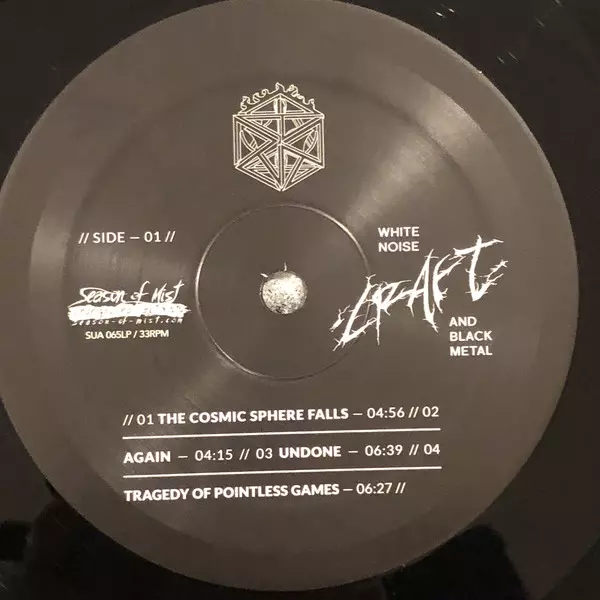 // SIDE — 01 //
Season of Mist
season-of-mist.com
SUA 065LP / 33RPM
WHITE
NOISE
CRAFT
AND
BLACK
METAL
// 01 THE COSMIC SPHERE FALLS — 04:56 // 02
AGAIN — 04:15 // 03 UNDONE — 06:39 // 04
TRAGEDY OF POINTLESS GAMES — 06:27 //